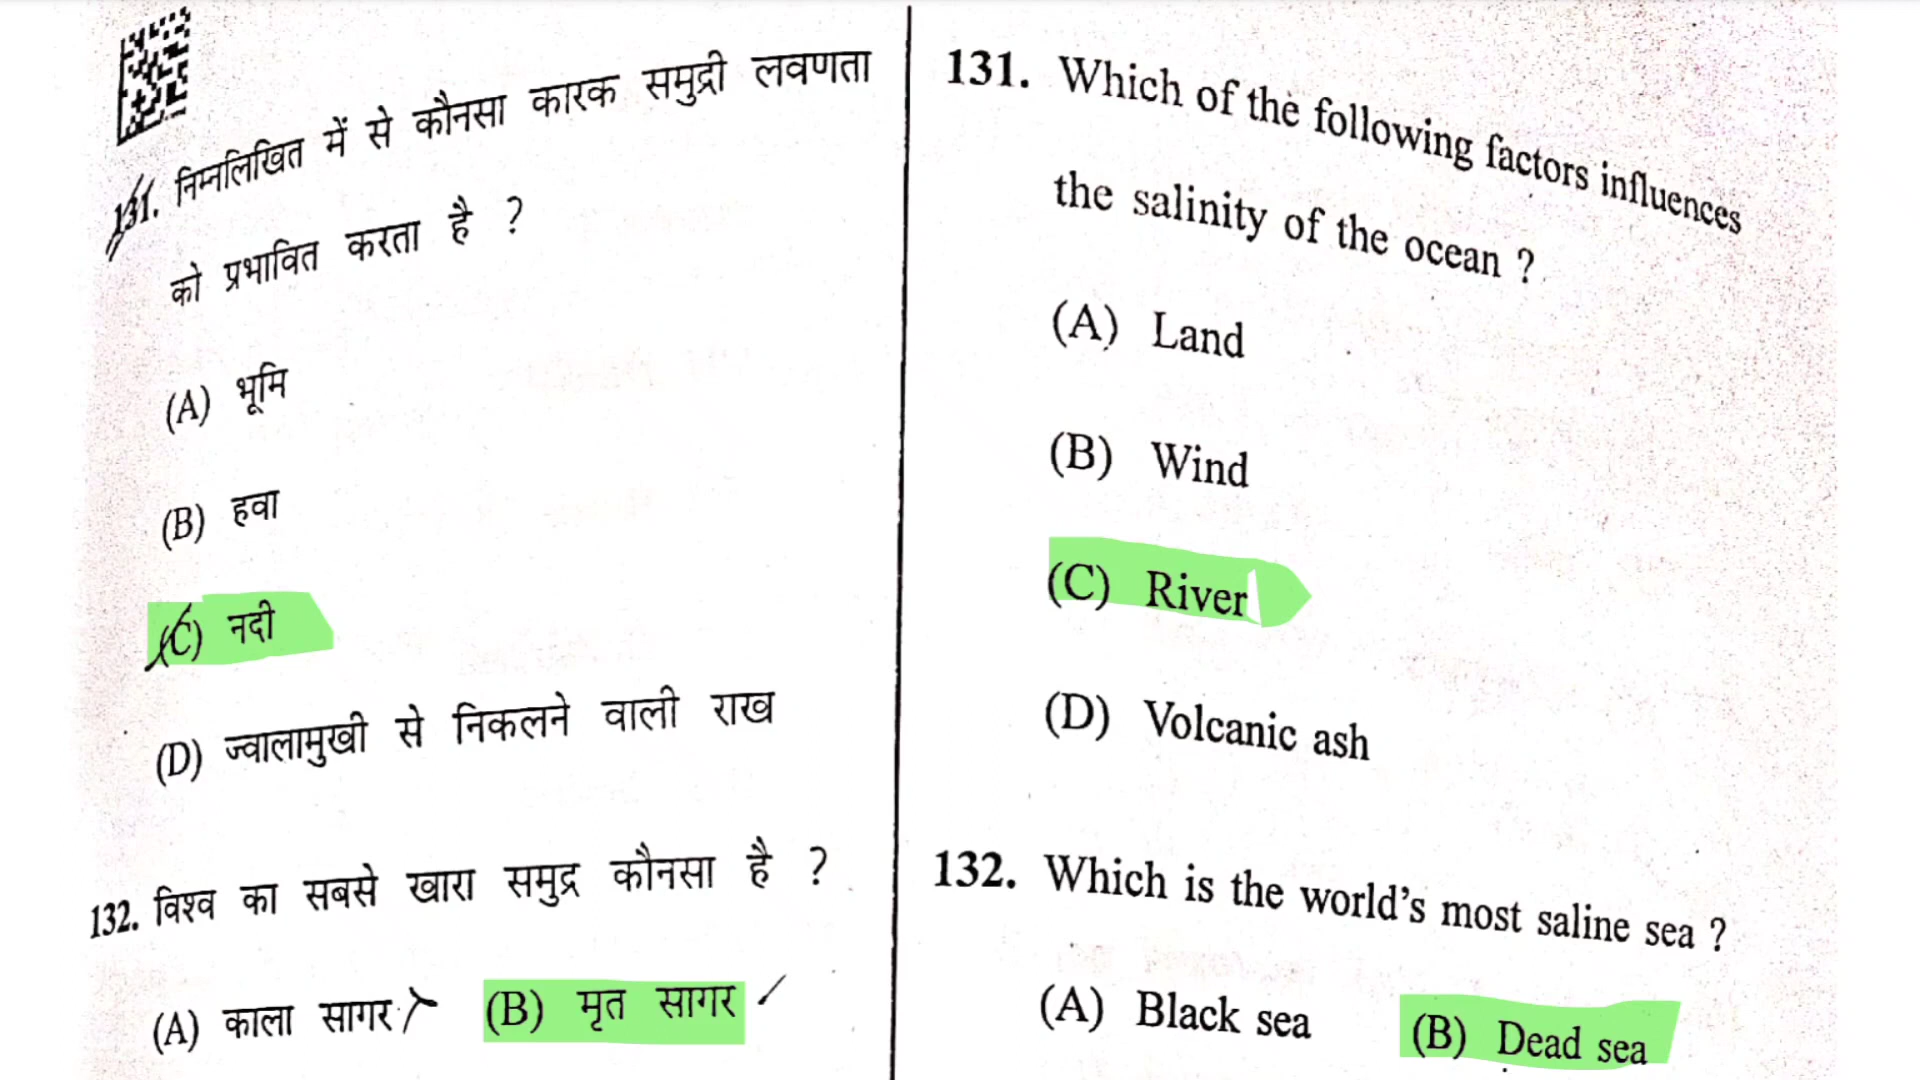 131. निम्नलिखित में से कौनसा कारक समुद्री लवणता
को प्रभावित करता है ?
(A) भूमि
(B) हवा
(C) नदी
(D) ज्वालामुखी से निकलने वाली राख
132. विश्व का सबसे खारा समुद्र कौनसा है ?
(A) काला सागर (B) मृत सागर
131. Which of the following factors influences
the salinity of the ocean ?
(A) Land
(B) Wind
(C) River
(D) Volcanic ash
132. Which is the world's most saline sea ?
(A) Black sea (B) Dead sea